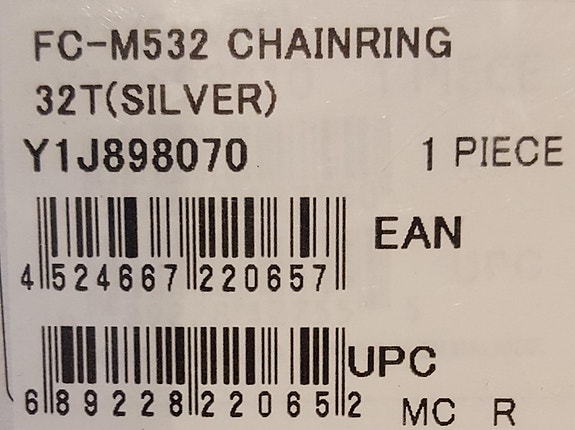 FC-M532 CHAINRING
32T(SILVER)
Y1J898070 1 PIECE
EAN
4 524667 220657
UPC
6 89228 22065 2
MC R